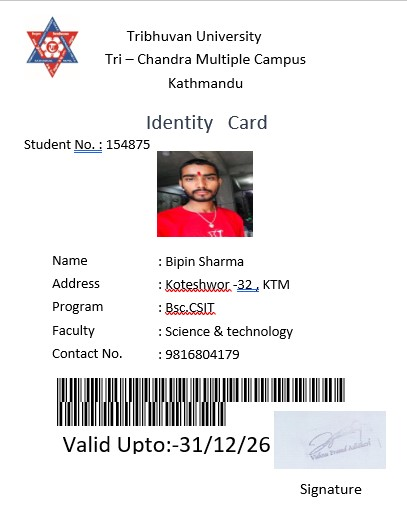 Tribhuvan University
Tri – Chandra Multiple Campus
Kathmandu
Identity Card
Student No. : 154875
Name : Bipin Sharma
Address : Koteshwor -32 , KTM
Program : Bsc.CSIT
Faculty : Science & technology
Contact No. : 9816804179
Valid Upto:-31/12/26
Signature